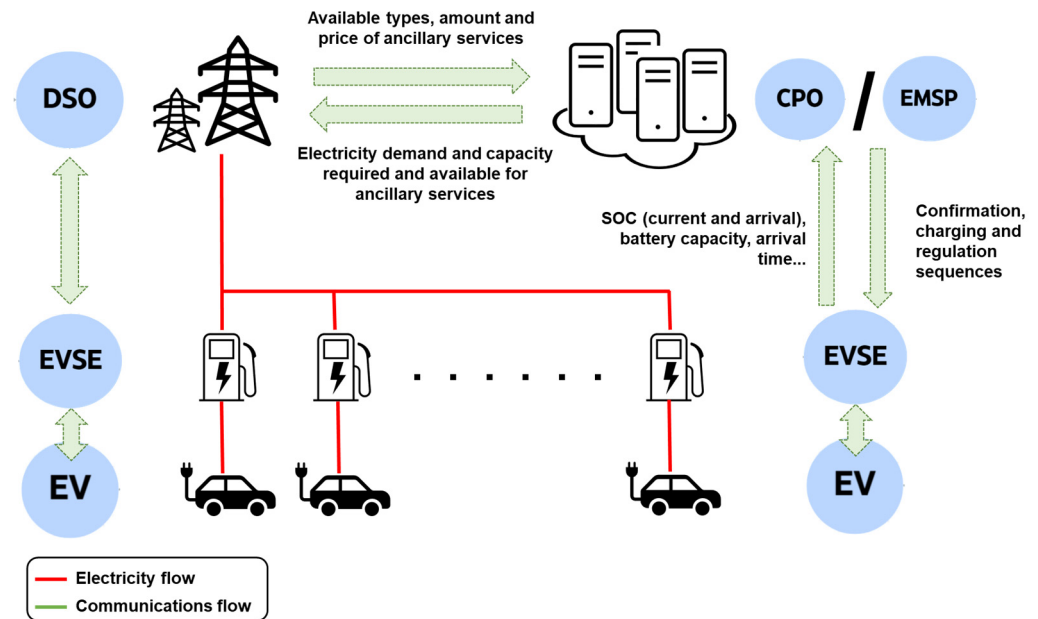 Available types, amount and
price of ancillary services
DSO
CPO
/
EMSP
Electricity demand and capacity
required and available for
ancillary services
SOC (current and arrival),
battery capacity, arrival
time...
Confirmation,
charging and
regulation
sequences
EVSE
EVSE
. . . . . .
EV
EV
Electricity flow
Communications flow